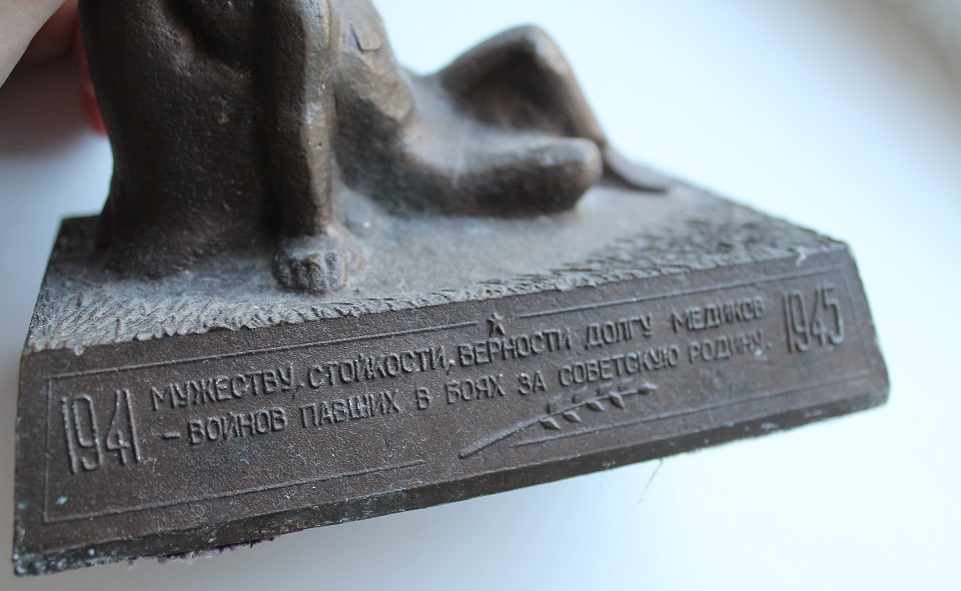 1941
МУЖЕСТВУ, СТОЙКОСТИ, ВЕРНОСТИ ДОЛГУ МЕДИКОВ
– ВОИНОВ ПАВШИХ В БОЯХ ЗА СОВЕТСКУЮ РОДИНУ.
1945